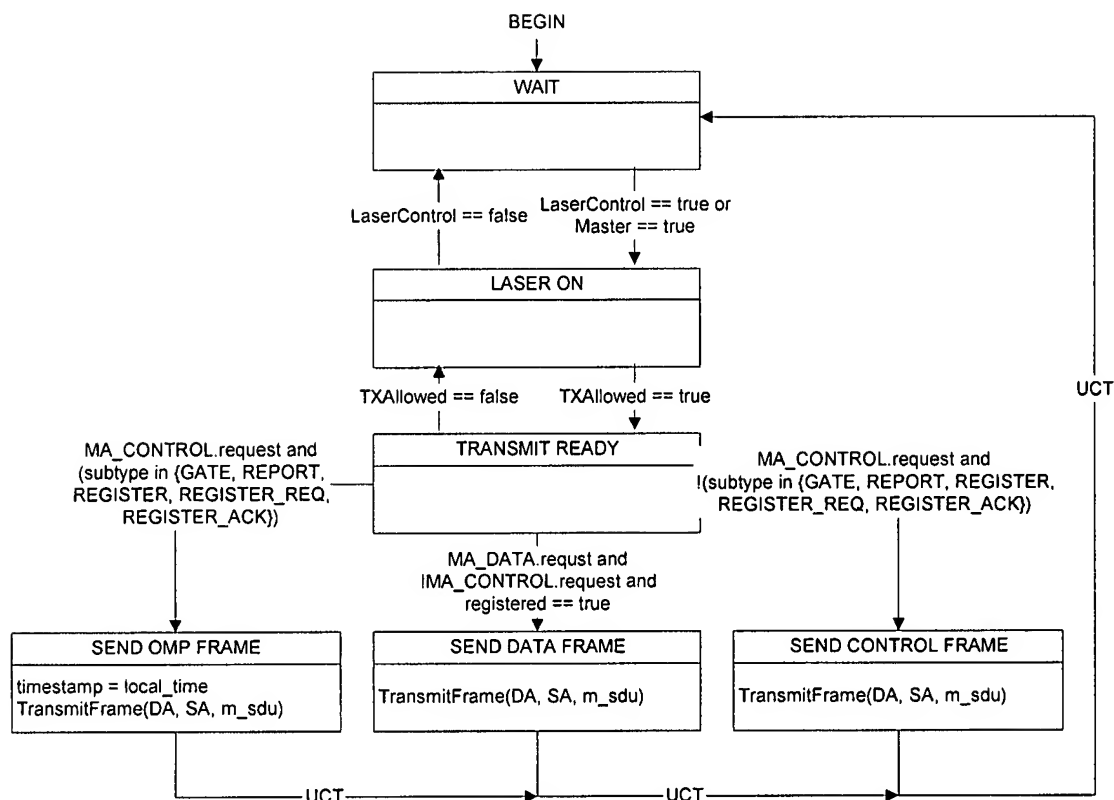 BEGIN
WAIT
LaserControl == false
LaserControl == true or
Master == true
LASER ON
UCT
TXAllowed == false
TXAllowed == true
MA_CONTROL.request and
(subtype in {GATE, REPORT,
REGISTER, REGISTER_REQ,
REGISTER_ACK})
TRANSMIT READY
MA_CONTROL.request and
!(subtype in {GATE, REPORT, REGISTER,
REGISTER_REQ, REGISTER_ACK})
MA_DATA.requst and
!MA_CONTROL.request and
registered == true
SEND OMP FRAME
timestamp = local_time
TransmitFrame(DA, SA, m_sdu)
SEND DATA FRAME
TransmitFrame(DA, SA, m_sdu)
SEND CONTROL FRAME
TransmitFrame(DA, SA, m_sdu)
UCT
UCT